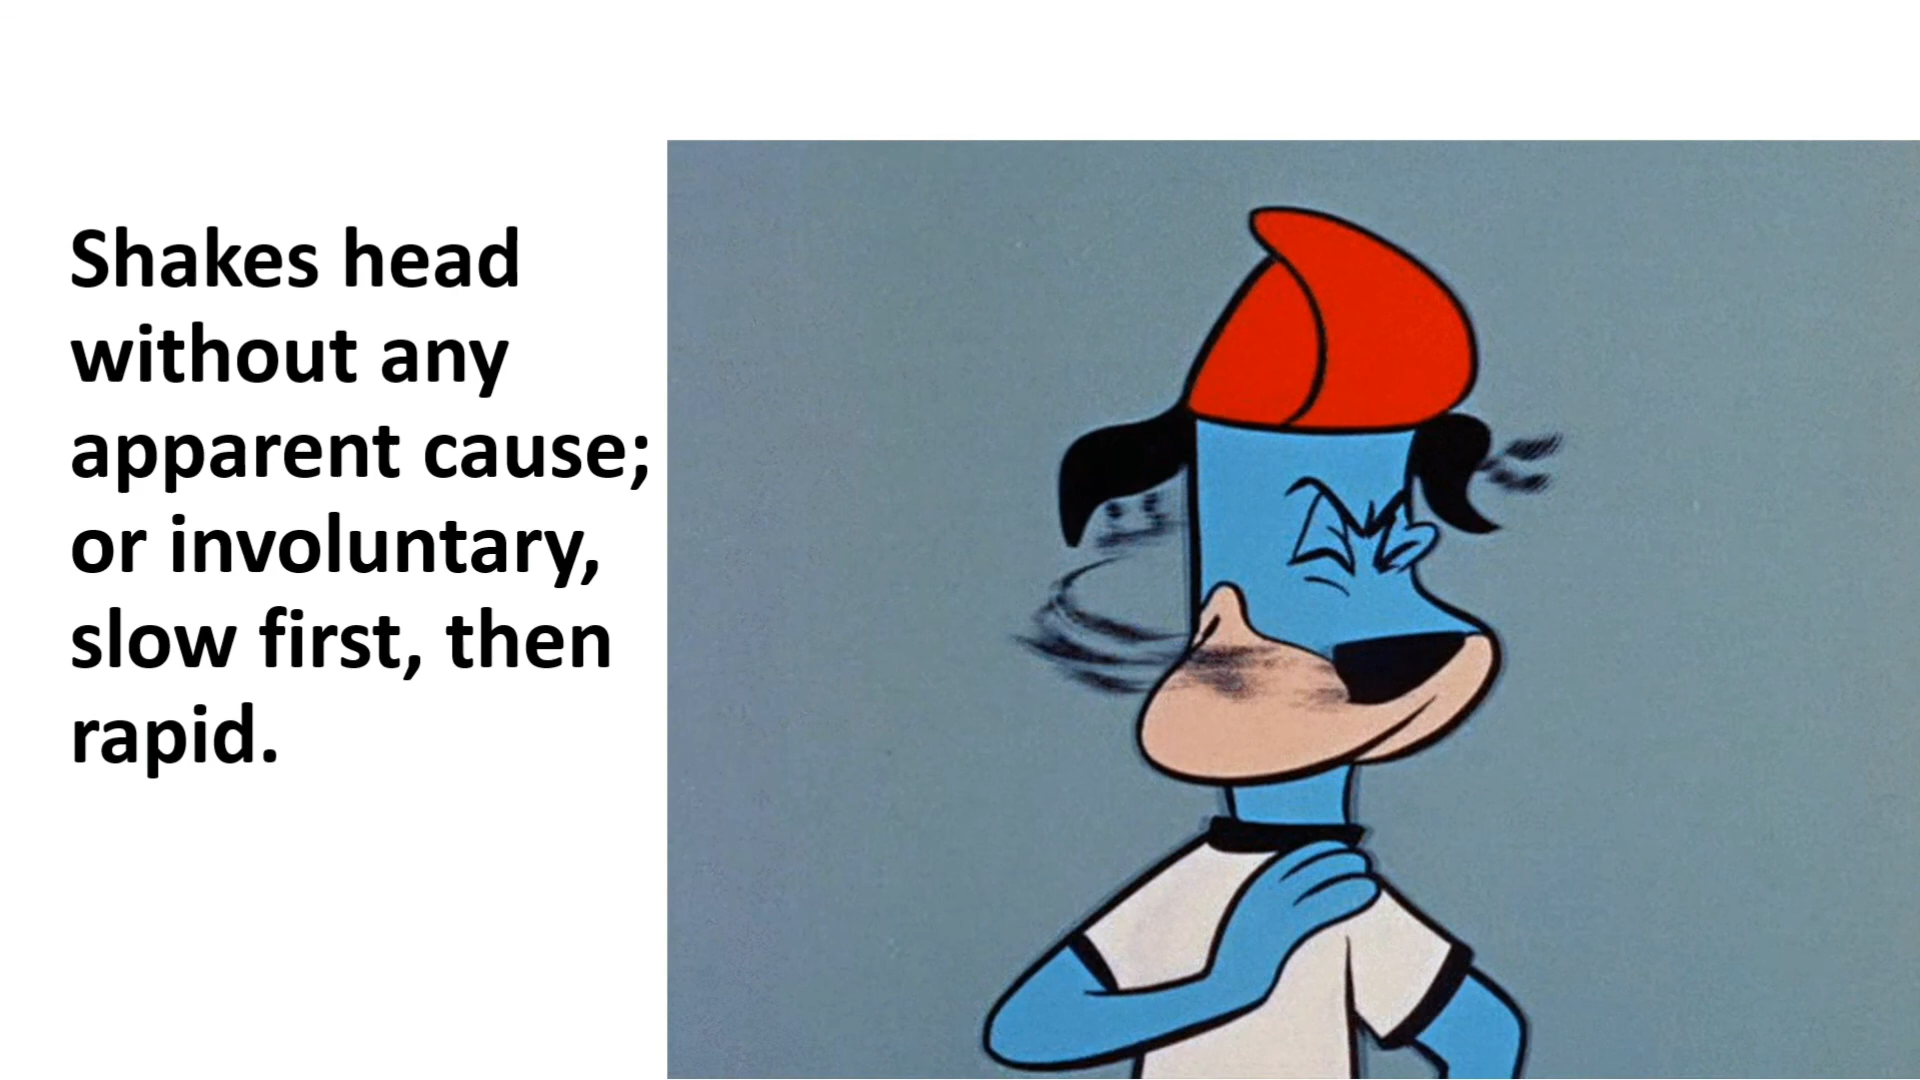 Shakes head
without any
apparent cause;
or involuntary,
slow first, then
rapid.